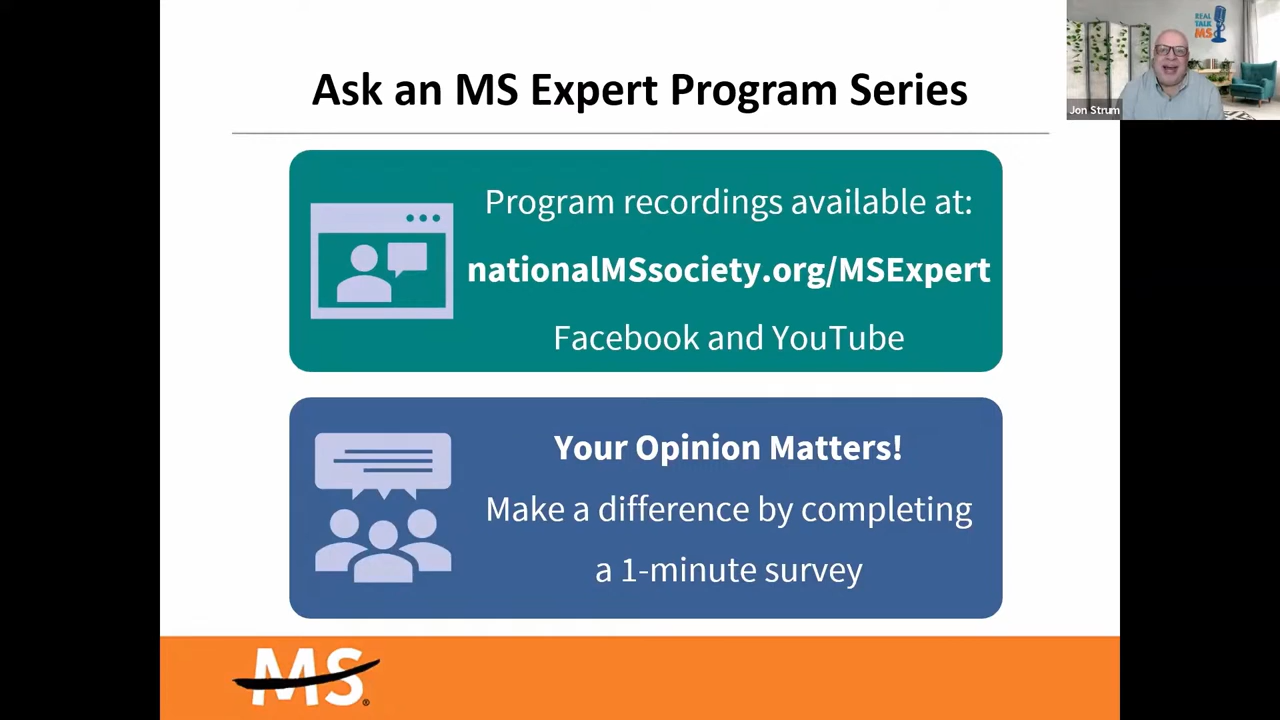 Ask an MS Expert Program Series
Program recordings available at:
nationalMSsociety.org/MSExpert
Facebook and YouTube
Your Opinion Matters!
Make a difference by completing
a 1-minute survey
MS®
REAL
TALK
MS
Jon Strum